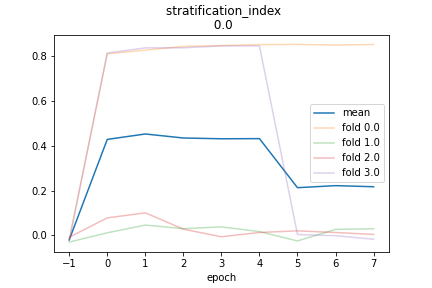 stratification_index
0.0
0.8
0.6
0.4
0.2
0.0
mean
fold 0.0
fold 1.0
fold 2.0
fold 3.0
−1 0 1 2 3 4 5 6 7
epoch